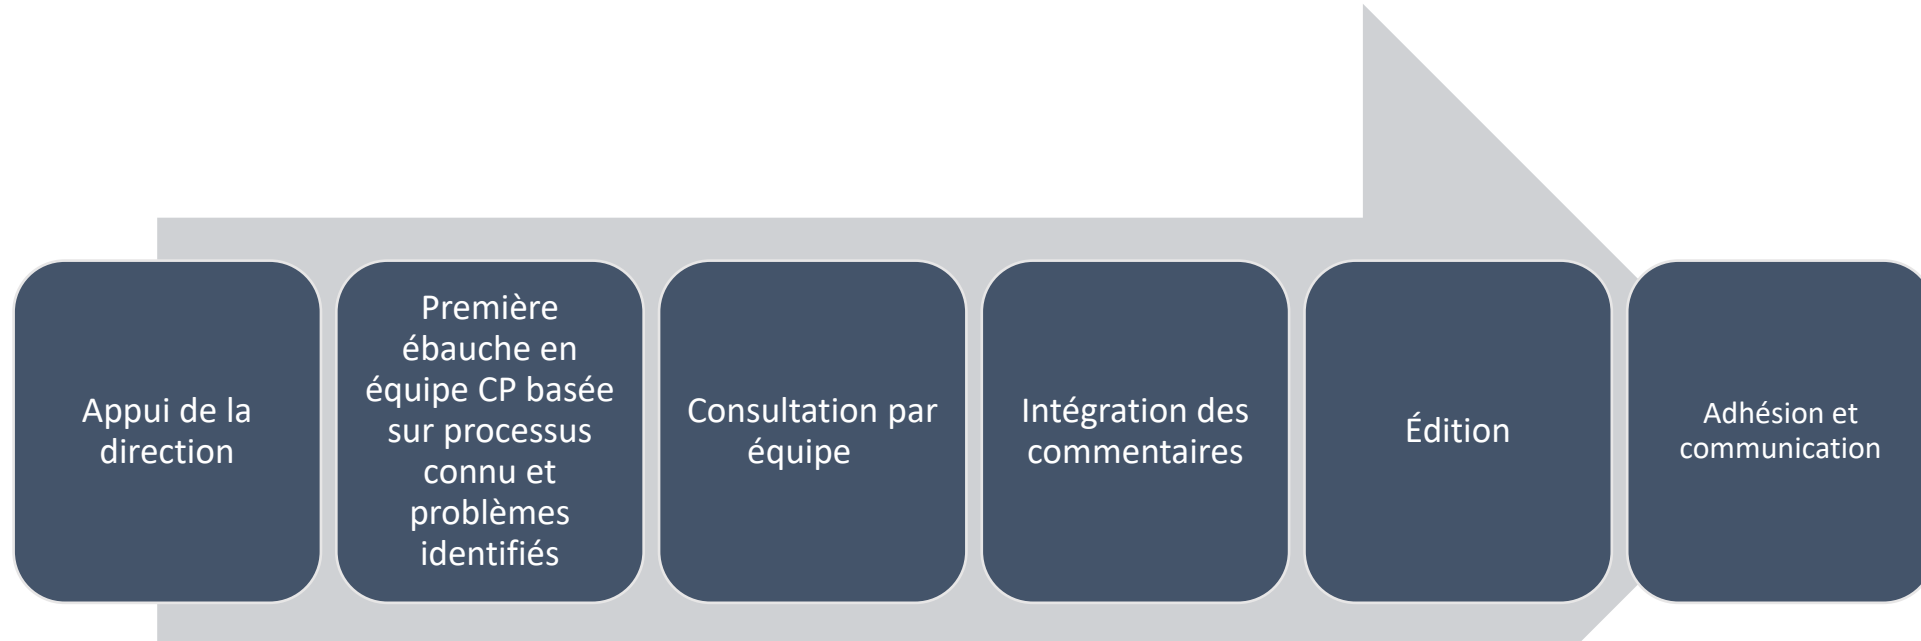 Appui de la
direction
Première
ébauche en
équipe CP basée
sur processus
connu et
problèmes
identifiés
Consultation par
équipe
Intégration des
commentaires
Édition
Adhésion et
communication